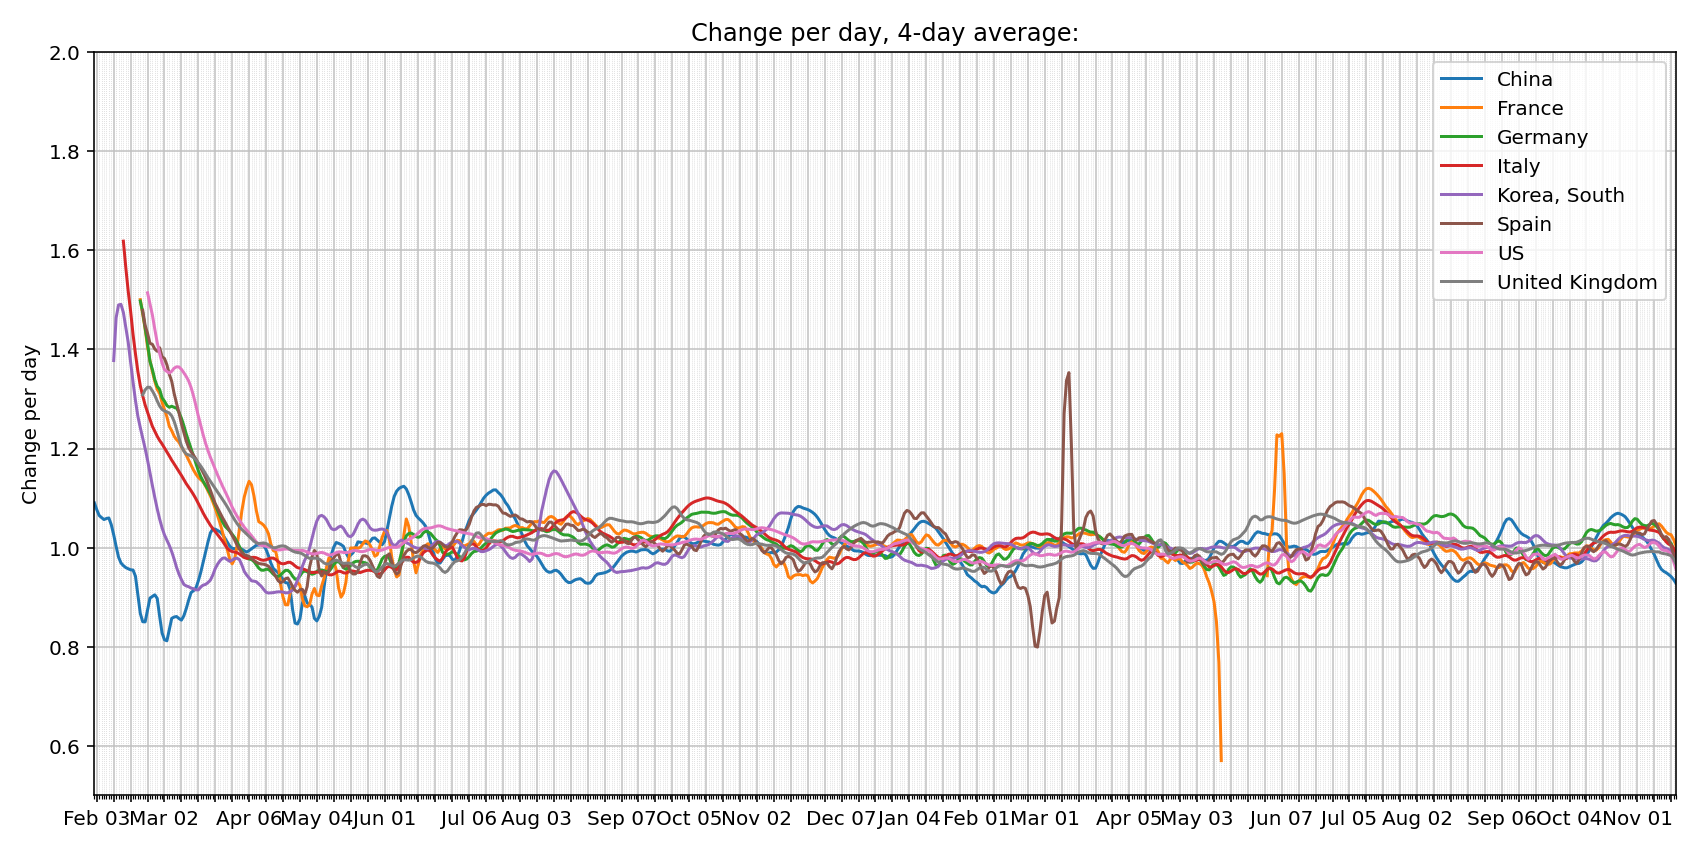 Change per day, 4-day average:
2.0
1.8
1.6
1.4
1.2
1.0
0.8
0.6
Change per day
China
France
Germany
Italy
Korea, South
Spain
US
United Kingdom
Feb 03 Mar 02 Apr 06 May 04 Jun 01 Jul 06 Aug 03 Sep 07 Oct 05 Nov 02 Dec 07 Jan 04 Feb 01 Mar 01 Apr 05 May 03 Jun 07 Jul 05 Aug 02 Sep 06 Oct 04 Nov 01